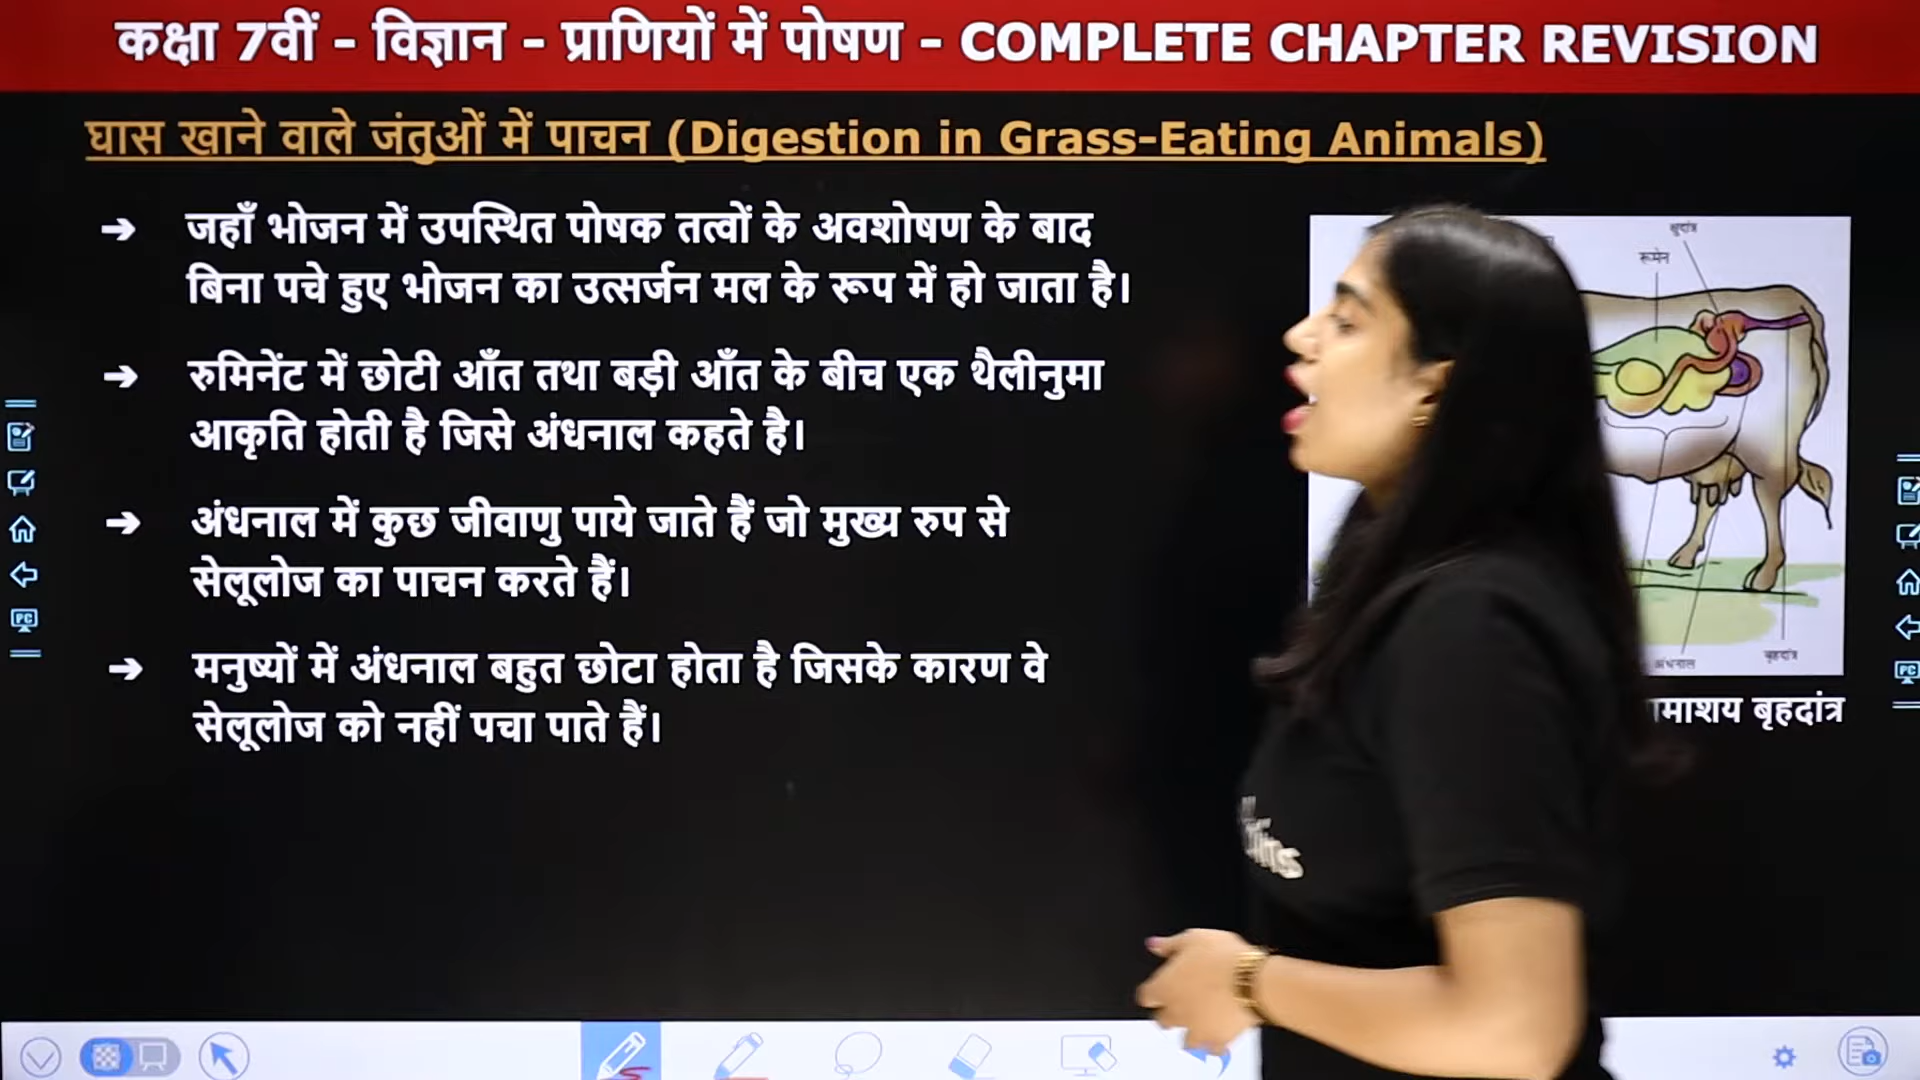 कक्षा 7वीं - विज्ञान - प्राणियों में पोषण - COMPLETE CHAPTER REVISION
घास खाने वाले जंतुओं में पाचन (Digestion in Grass-Eating Animals)
➔ जहाँ भोजन में उपस्थित पोषक तत्वों के अवशोषण के बाद
बिना पचे हुए भोजन का उत्सर्जन मल के रूप में हो जाता है।
➔ रुमिनेंट में छोटी आँत तथा बड़ी आँत के बीच एक थैलीनुमा
आकृति होती है जिसे अंधनाल कहते है।
➔ अंधनाल में कुछ जीवाणु पाये जाते हैं जो मुख्य रुप से
सेलूलोज का पाचन करते हैं।
➔ मनुष्यों में अंधनाल बहुत छोटा होता है जिसके कारण वे
सेलूलोज को नहीं पचा पाते हैं।
क्षुदांत्र
रूमेन
अंधनाल
बृहदांत्र
बृहदांत्र
PC
PC